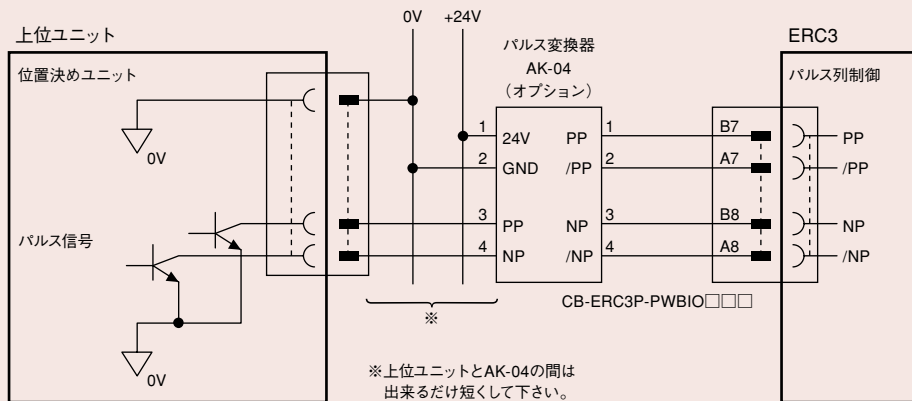 0V +24V
上位ユニット
パルス変換器
AK-04
（オプション）
ERC3
位置決めユニット
パルス列制御
0V
1 24V PP 1 B7 PP
2 GND /PP 2 A7 /PP
3 PP NP 3 B8 NP
4 NP /NP 4 A8 /NP
パルス信号
CB-ERC3P-PWBIO□□□
※
0V
※上位ユニットとAK-04の間は
出来るだけ短くして下さい。